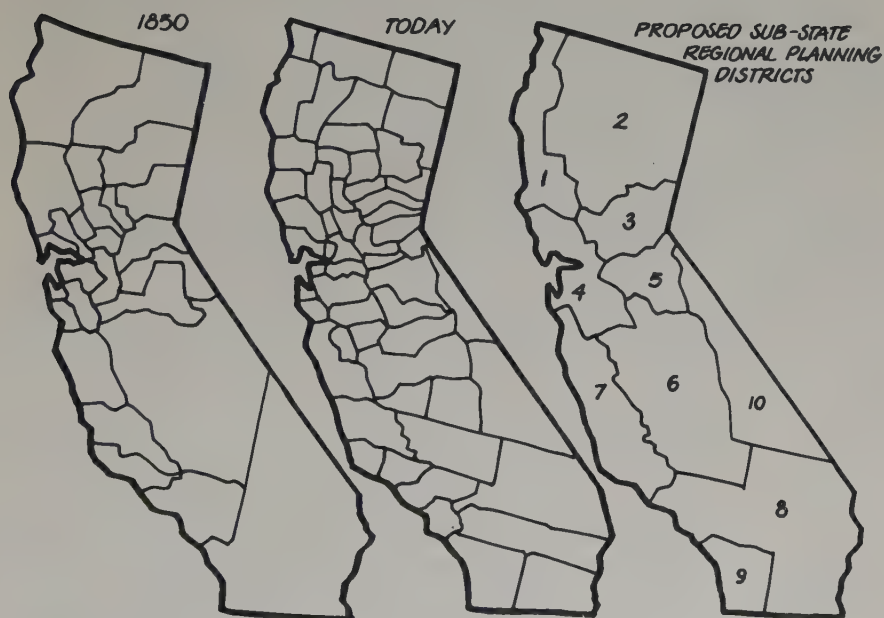 1850
TODAY
PROPOSED SUB-STATE
REGIONAL PLANNING
DISTRICTS
2
1
3
5
4
7
6
10
8
9